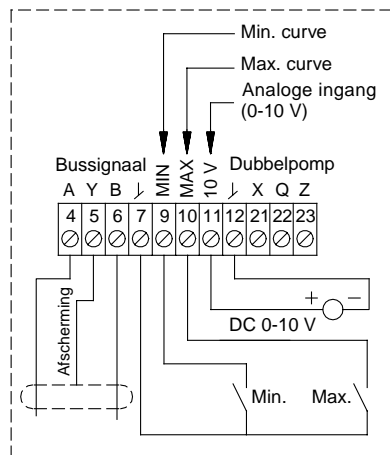 Min. curve
Max. curve
Analoge ingang
(0-10 V)
Bussignaal
Dubbelpomp
A Y B MIN MAX 10 V X Q Z
4 5 6 7 9 10 11 12 21 22 23
Afscherming
+ −
DC 0-10 V
Min.
Max.